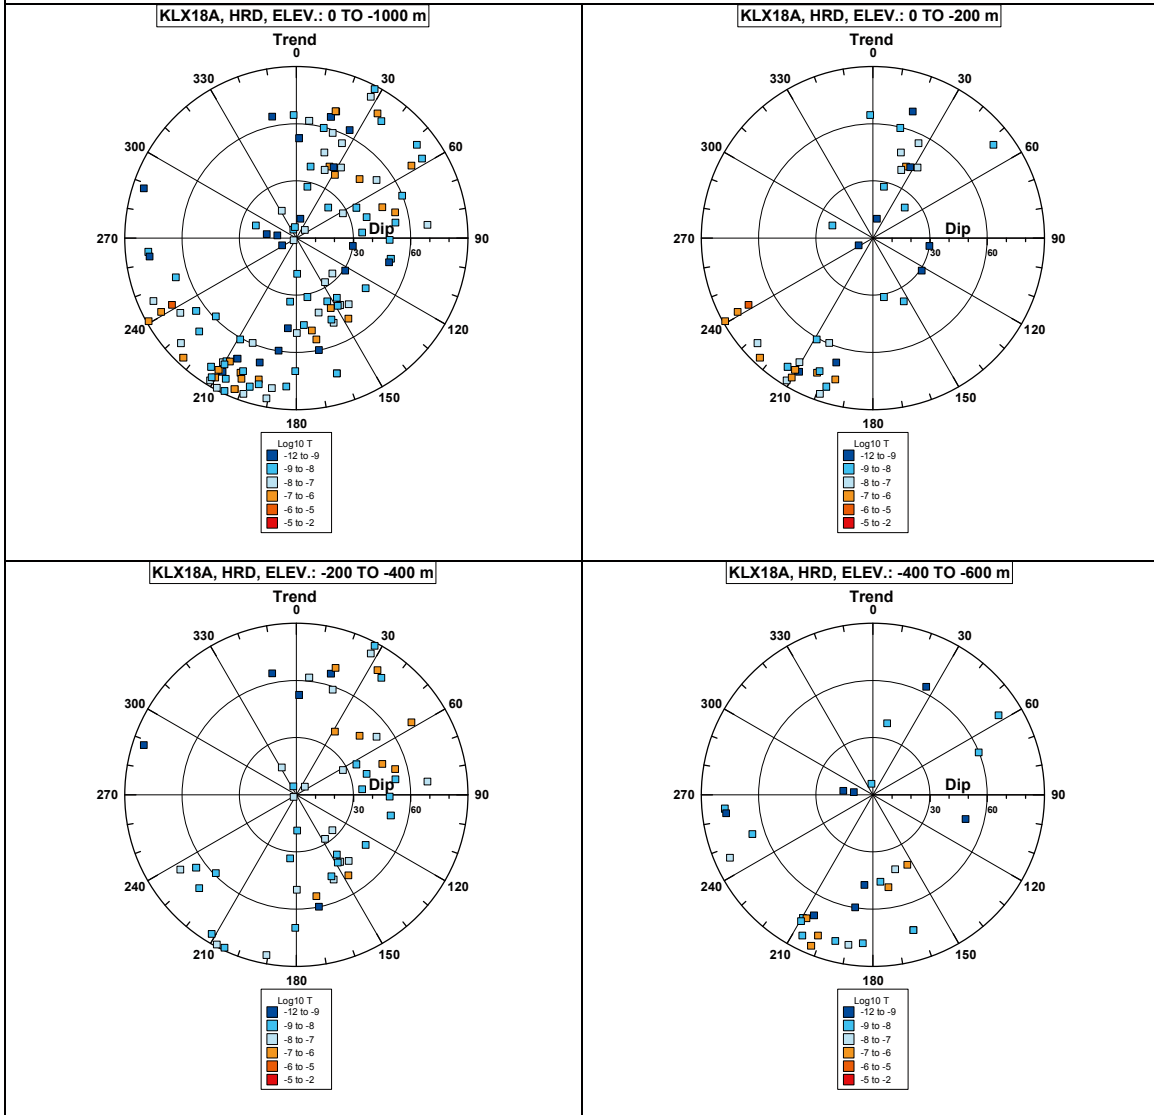 KLX18A, HRD, ELEV.: 0 TO -1000 m
Trend
0
330
30
300
60
270
Dip
30
60
90
240
120
210
150
180
Log10 T
-12 to -9
-9 to -8
-8 to -7
-7 to -6
-6 to -5
-5 to -2
KLX18A, HRD, ELEV.: 0 TO -200 m
Trend
0
330
30
300
60
270
Dip
30
60
90
240
120
210
150
180
Log10 T
-12 to -9
-9 to -8
-8 to -7
-7 to -6
-6 to -5
-5 to -2
KLX18A, HRD, ELEV.: -200 TO -400 m
Trend
0
330
30
300
60
270
Dip
30
60
90
240
120
210
150
180
Log10 T
-12 to -9
-9 to -8
-8 to -7
-7 to -6
-6 to -5
-5 to -2
KLX18A, HRD, ELEV.: -400 TO -600 m
Trend
0
330
30
300
60
270
Dip
30
60
90
240
120
210
150
180
Log10 T
-12 to -9
-9 to -8
-8 to -7
-7 to -6
-6 to -5
-5 to -2